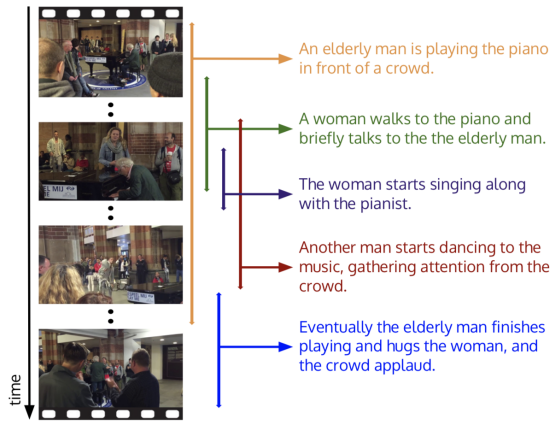 An elderly man is playing the piano
in front of a crowd.
A woman walks to the piano and
briefly talks to the the elderly man.
The woman starts singing along
with the pianist.
Another man starts dancing to the
music, gathering attention from the
crowd.
Eventually the elderly man finishes
playing and hugs the woman, and
the crowd applaud.
time